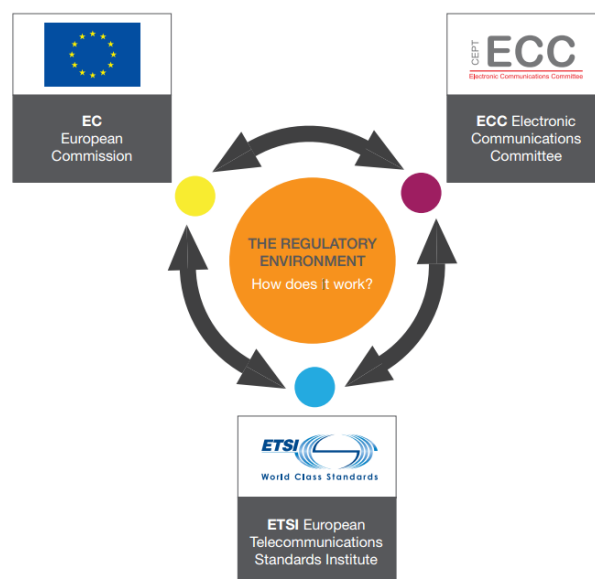 EC
European
Commission
CEPT
ECC
Electronic Communications Committee
ECC Electronic
Communications
Committee
THE REGULATORY
ENVIRONMENT
How does it work?
ETSI
World Class Standards
ETSI European
Telecommunications
Standards Institute